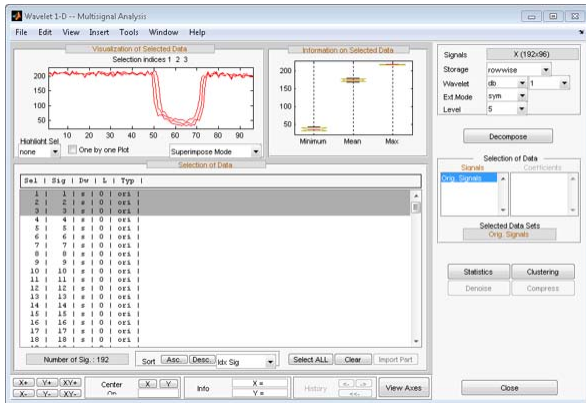 Wavelet 1-D -- Multisignal Analysis
File Edit View Insert Tools Window Help
Visualization of Selected Data
Selection indices 1 2 3
200
150
100
50
10 20 30 40 50 60 70 80 90
Highlight Sel
none
One by one Plot
Superimpose Mode
Information on Selected Data
200
150
100
50
Minimum Mean Max
Selection of Data
Sel | Sig | Dw | L | Typ |
1 | 1 | s | 0 | ori |
2 | 2 | s | 0 | ori |
3 | 3 | s | 0 | ori |
4 | 4 | s | 0 | ori |
5 | 5 | s | 0 | ori |
6 | 6 | s | 0 | ori |
7 | 7 | s | 0 | ori |
8 | 8 | s | 0 | ori |
9 | 9 | s | 0 | ori |
10 | 10 | s | 0 | ori |
11 | 11 | s | 0 | ori |
12 | 12 | s | 0 | ori |
13 | 13 | s | 0 | ori |
14 | 14 | s | 0 | ori |
15 | 15 | s | 0 | ori |
16 | 16 | s | 0 | ori |
17 | 17 | s | 0 | ori |
18 | 18 | s | 0 | ori |
Number of Sig. : 192
Sort Asc. Desc. Idx Sig
Select ALL Clear Import Part
X+ Y+ XY+
X- Y- XY-
Center
On
X Y
Info
X =
Y =
History
<- ->
<<-
View Axes
Signals X (192x96)
Storage rowwise
Wavelet db 1
Ext.Mode sym
Level 5
Decompose
Selection of Data
Signals Coefficients
Orig. Signals
Selected Data Sets
Orig. Signals
Statistics Clustering
Denoise Compress
Close